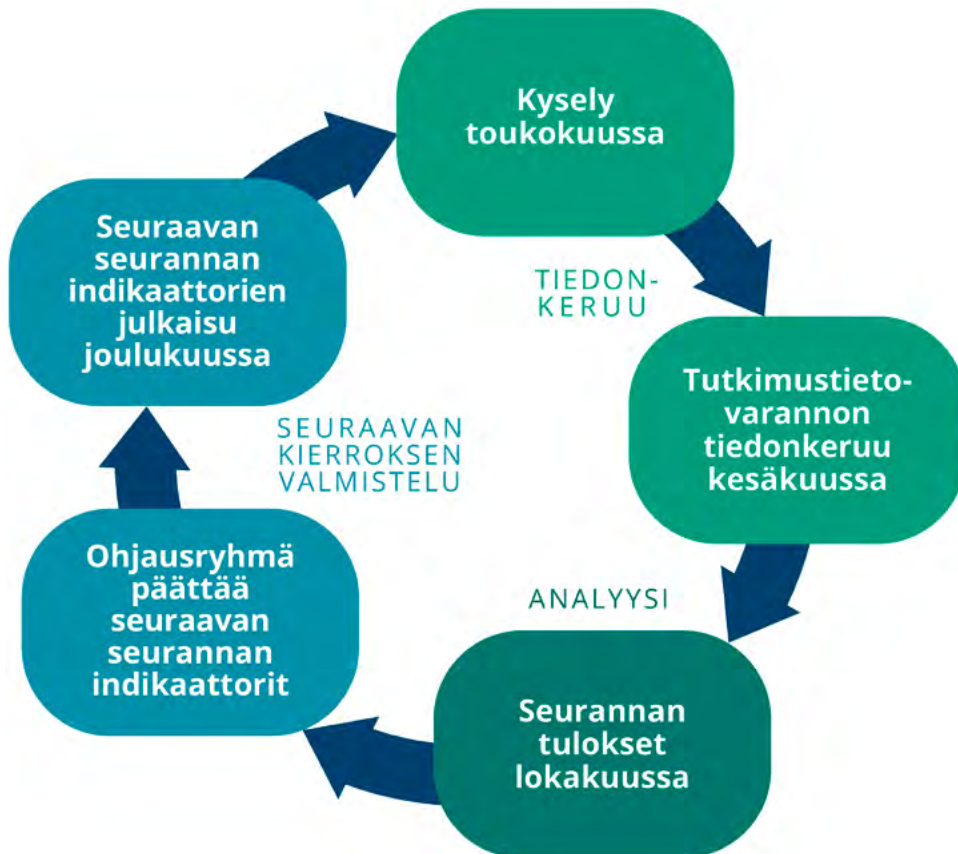 Kysely
toukokuussa
TIEDON-
KERUU
Tutkimustieto-
varannon
tiedonkeruu
kesäkuussa
ANALYYSI
Seurannan
tulokset
lokakuussa
Ohjausryhmä
päättää
seuraavan
seurannan
indikaattorit
SEURAAVAN
KIERROKSEN
VALMISTELU
Seuraavan
seurannan
indikaattorien
julkaisu
joulukuussa